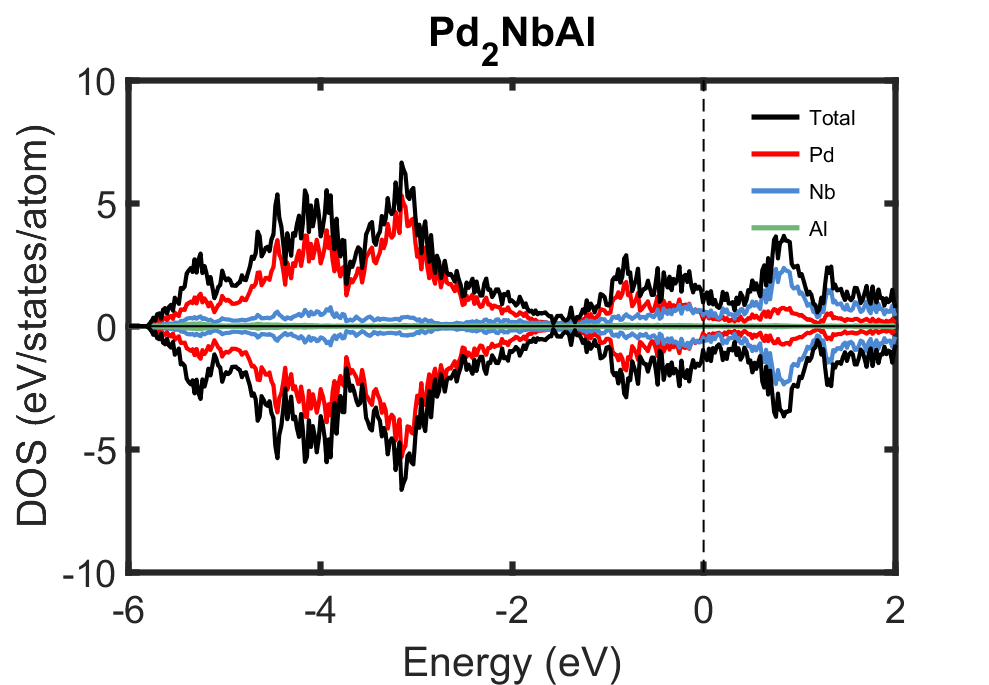 Pd2NbAl
10
5
0
-5
-10
DOS (eV/states/atom)
Total
Pd
Nb
Al
-6
-4
-2
0
2
Energy (eV)